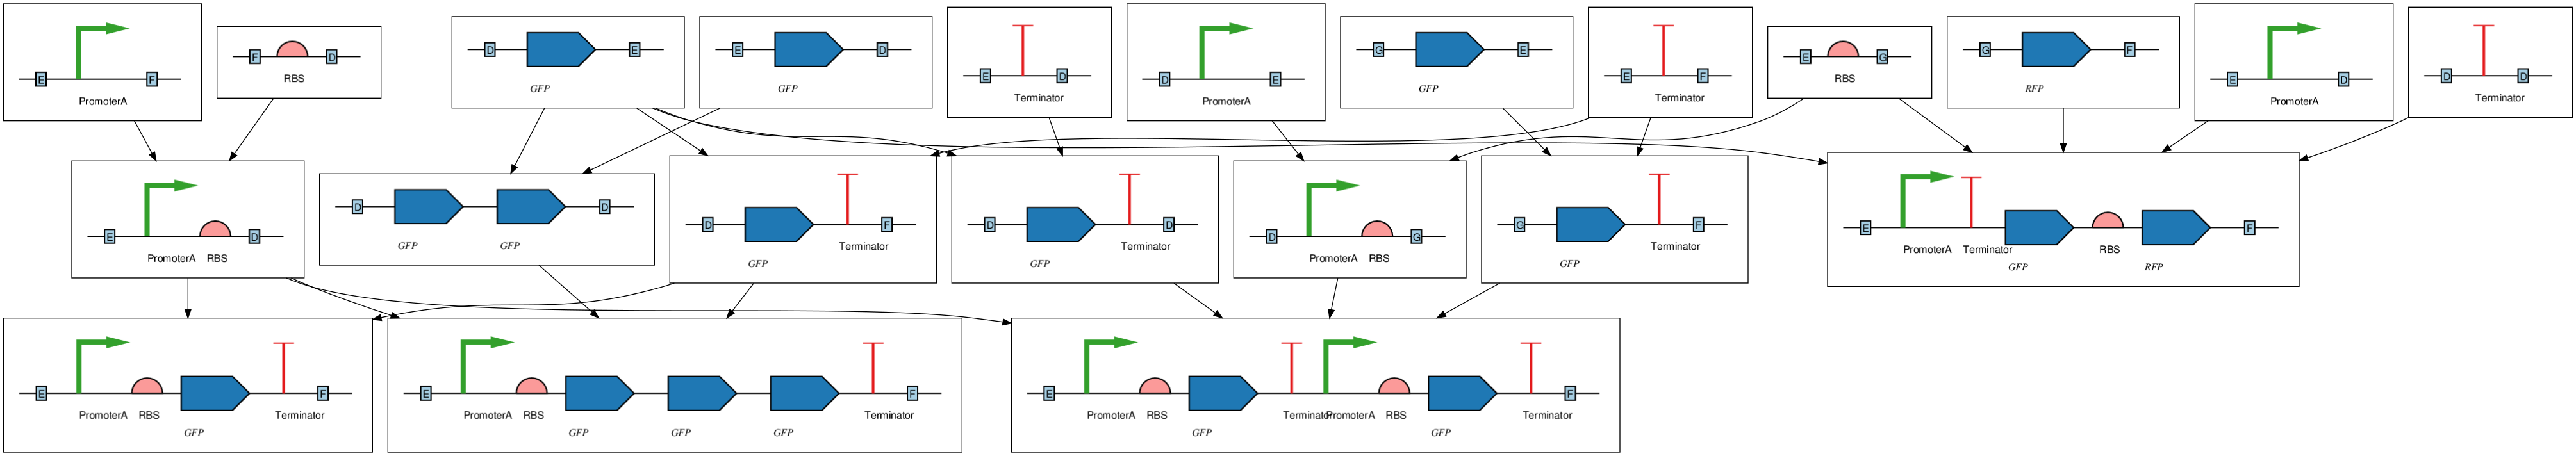 E F
PromoterA
F D
RBS
D E
GFP
E D
GFP
E D
Terminator
D E
PromoterA
G E
GFP
E F
Terminator
E G
RBS
G F
RFP
E D
PromoterA
D D
Terminator
E D
PromoterA RBS
D D
GFP GFP
D F
Terminator
GFP
D D
Terminator
GFP
D G
PromoterA RBS
G F
Terminator
GFP
E F
PromoterA Terminator RBS
GFP RFP
E F
PromoterA RBS Terminator
GFP
E F
PromoterA RBS Terminator
GFP GFP GFP
E F
PromoterA RBS Terminator PromoterA RBS Terminator
GFP GFP